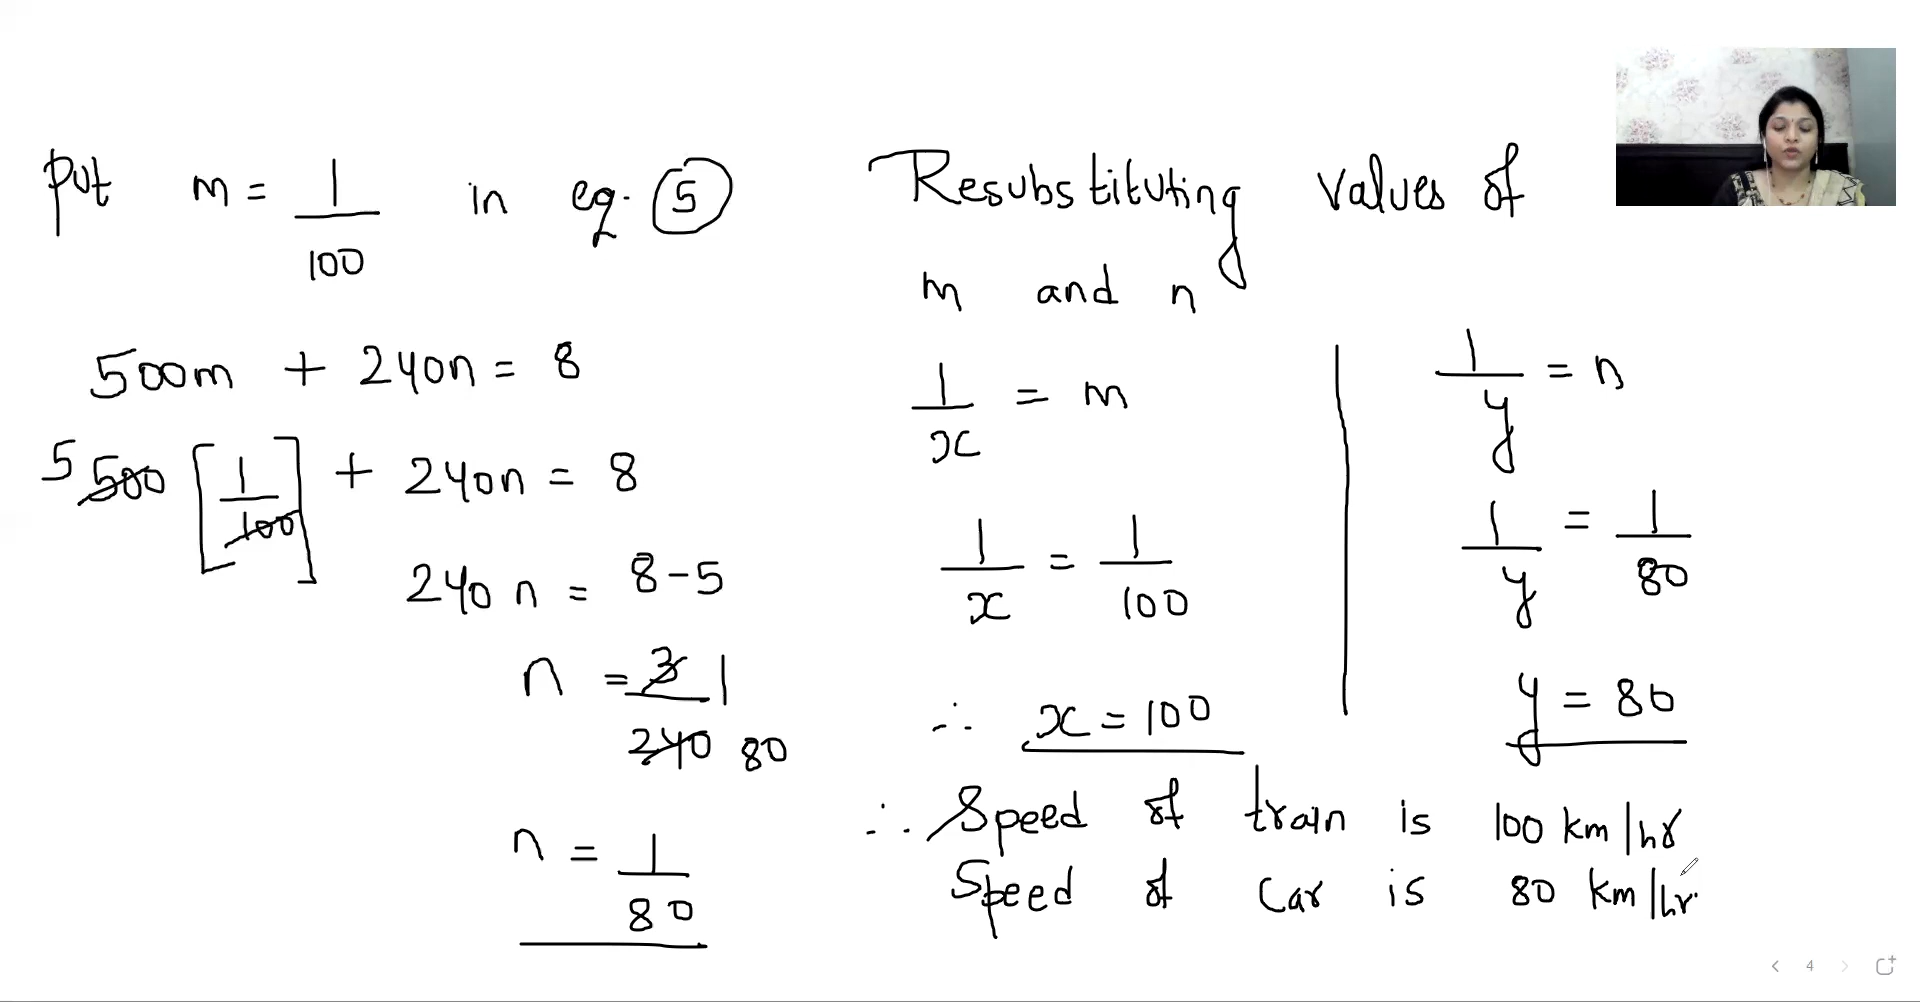 Put m = 1/100 in eq. 5
500m + 240n = 8
5 500 [1/100] + 240n = 8
240 n = 8-5
n = 3 1 / 240 80
n = 1/80
Resubstituting values of
m and n
1/x = m
1/x = 1/100
∴ x = 100
1/y = n
1/y = 1/80
y = 80
∴ Speed of train is 100 km/hr
Speed of car is 80 km/hr.
4